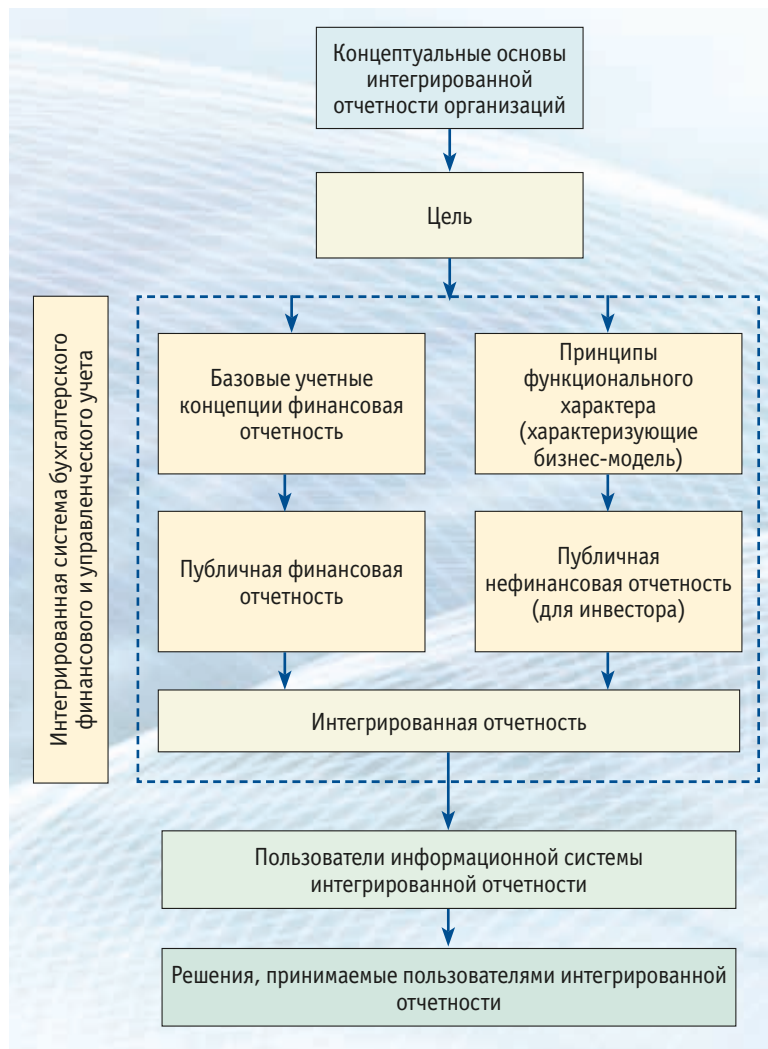 Концептуальные основы
интегрированной
отчетности организаций
Цель
Интегрированная система бухгалтерского
финансового и управленческого учета
Базовые учетные
концепции финансовая
отчетность
Принципы
функционального
характера
(характеризующие
бизнес-модель)
Публичная финансовая
отчетность
Публичная
нефинансовая отчетность
(для инвестора)
Интегрированная отчетность
Пользователи информационной системы
интегрированной отчетности
Решения, принимаемые пользователями интегрированной
отчетности